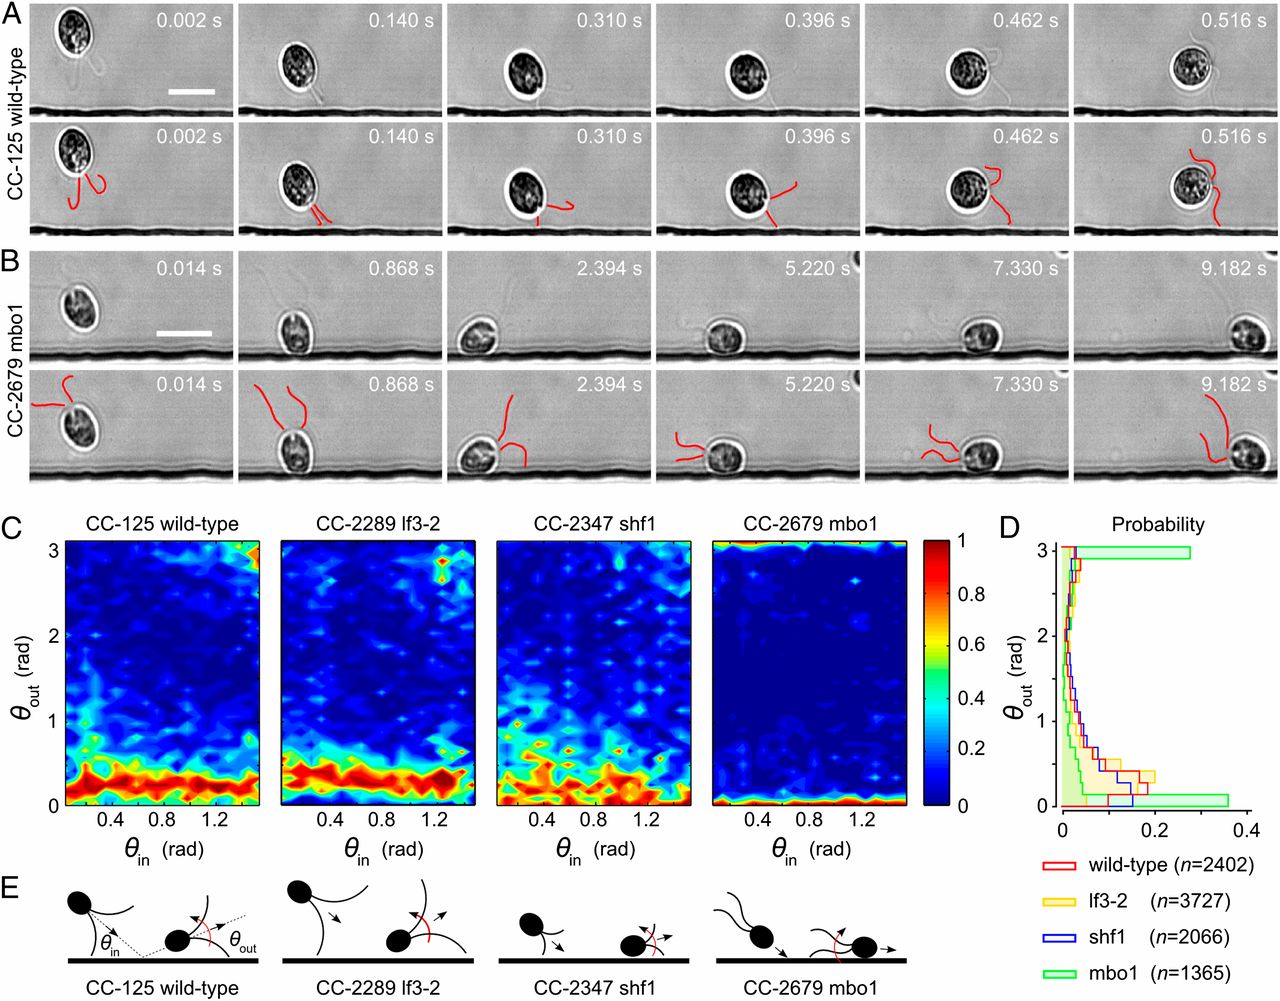 A
CC-125 wild-type
0.002 s
0.140 s
0.310 s
0.396 s
0.462 s
0.516 s
0.002 s
0.140 s
0.310 s
0.396 s
0.462 s
0.516 s
B
CC-2679 mbo1
0.014 s
0.868 s
2.394 s
5.220 s
7.330 s
9.182 s
0.014 s
0.868 s
2.394 s
5.220 s
7.330 s
9.182 s
C
CC-125 wild-type
CC-2289 lf3-2
CC-2347 shf1
CC-2679 mbo1
θout (rad)
3
2
1
0
0.4 0.8 1.2
0.4 0.8 1.2
0.4 0.8 1.2
0.4 0.8 1.2
θin (rad)
θin (rad)
θin (rad)
θin (rad)
1
0.8
0.6
0.4
0.2
0
D
Probability
θout (rad)
3
2
1
0
0 0.2 0.4
wild-type (n=2402)
lf3-2 (n=3727)
shf1 (n=2066)
mbo1 (n=1365)
E
θin
θout
CC-125 wild-type
CC-2289 lf3-2
CC-2347 shf1
CC-2679 mbo1